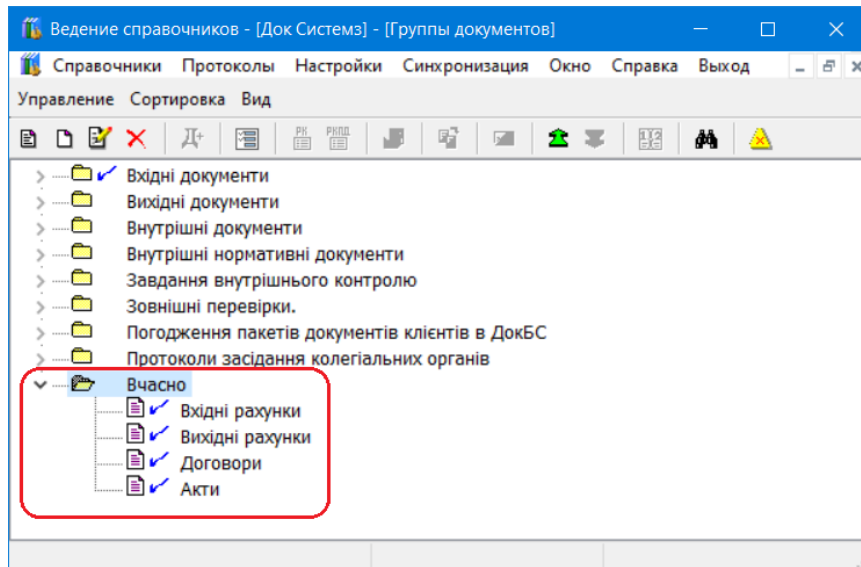 Ведение справочников - [Док Системз] - [Группы документов]
Справочники Протоколы Настройки Синхронизация Окно Справка Выход
Управление Сортировка Вид
Д+ РК РКПД
Вхідні документи
Вихідні документи
Внутрішні документи
Внутрішні нормативні документи
Завдання внутрішнього контролю
Зовнішні перевірки.
Погодження пакетів документів клієнтів в ДокБС
Протоколи засідання колегіальних органів
Вчасно
Вхідні рахунки
Вихідні рахунки
Договори
Акти